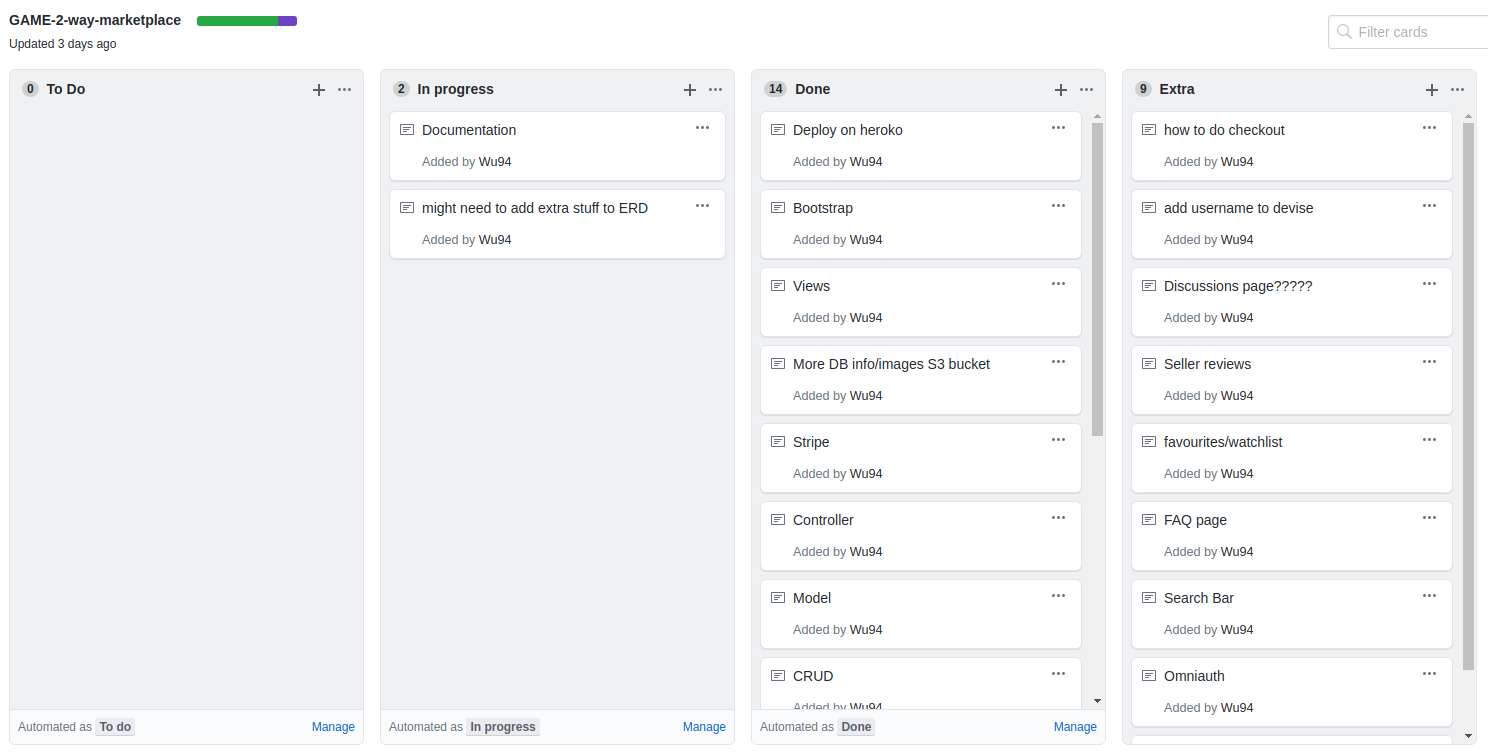 GAME-2-way-marketplace
Updated 3 days ago
Filter cards
0 To Do
Automated as To do
Manage
2 In progress
Documentation
Added by Wu94
might need to add extra stuff to ERD
Added by Wu94
Automated as In progress
Manage
14 Done
Deploy on heroko
Added by Wu94
Bootstrap
Added by Wu94
Views
Added by Wu94
More DB info/images S3 bucket
Added by Wu94
Stripe
Added by Wu94
Controller
Added by Wu94
Model
Added by Wu94
CRUD
Added by Wu94
Automated as Done
Manage
9 Extra
how to do checkout
Added by Wu94
add username to devise
Added by Wu94
Discussions page?????
Added by Wu94
Seller reviews
Added by Wu94
favourites/watchlist
Added by Wu94
FAQ page
Added by Wu94
Search Bar
Added by Wu94
Omniauth
Added by Wu94